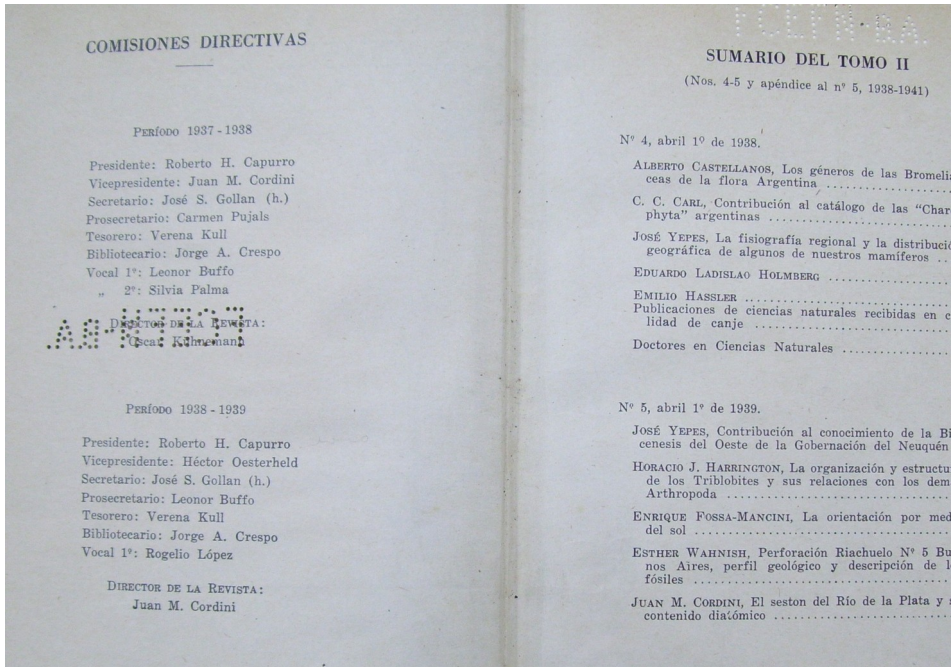 COMISIONES DIRECTIVAS
PERÍODO 1937 - 1938
Presidente: Roberto H. Capurro
Vicepresidente: Juan M. Cordini
Secretario: José S. Gollan (h.)
Prosecretario: Carmen Pujals
Tesorero: Verena Kull
Bibliotecario: Jorge A. Crespo
Vocal 1º: Leonor Buffo
„ 2º: Silvia Palma
DIRECTOR DE LA REVISTA:
Oscar Kühnemann
PERÍODO 1938 - 1939
Presidente: Roberto H. Capurro
Vicepresidente: Héctor Oesterheld
Secretario: José S. Gollan (h.)
Prosecretario: Leonor Buffo
Tesorero: Verena Kull
Bibliotecario: Jorge A. Crespo
Vocal 1º: Rogelio López
DIRECTOR DE LA REVISTA:
Juan M. Cordini
SUMARIO DEL TOMO II
(Nos. 4-5 y apéndice al nº 5, 1938-1941)
Nº 4, abril 1º de 1938.
ALBERTO CASTELLANOS, Los géneros de las Bromeliá
ceas de la flora Argentina
C. C. CARL, Contribución al catálogo de las "Char
phyta" argentinas
JOSÉ YEPES, La fisiografía regional y la distribució
geográfica de algunos de nuestros mamíferos
EDUARDO LADISLAO HOLMBERG
EMILIO HASSLER
Publicaciones de ciencias naturales recibidas en c
lidad de canje
Doctores en Ciencias Naturales
Nº 5, abril 1º de 1939.
JOSÉ YEPES, Contribución al conocimiento de la Bi
cenesis del Oeste de la Gobernación del Neuquén
HORACIO J. HARRINGTON, La organización y estructu
de los Triblobites y sus relaciones con los dem
Arthropoda
ENRIQUE FOSSA-MANCINI, La orientación por med
del sol
ESTHER WAHNISH, Perforación Riachuelo Nº 5 Bu
nos Aires, perfil geológico y descripción de l
fósiles
JUAN M. CORDINI, El seston del Río de la Plata y s
contenido diatómico